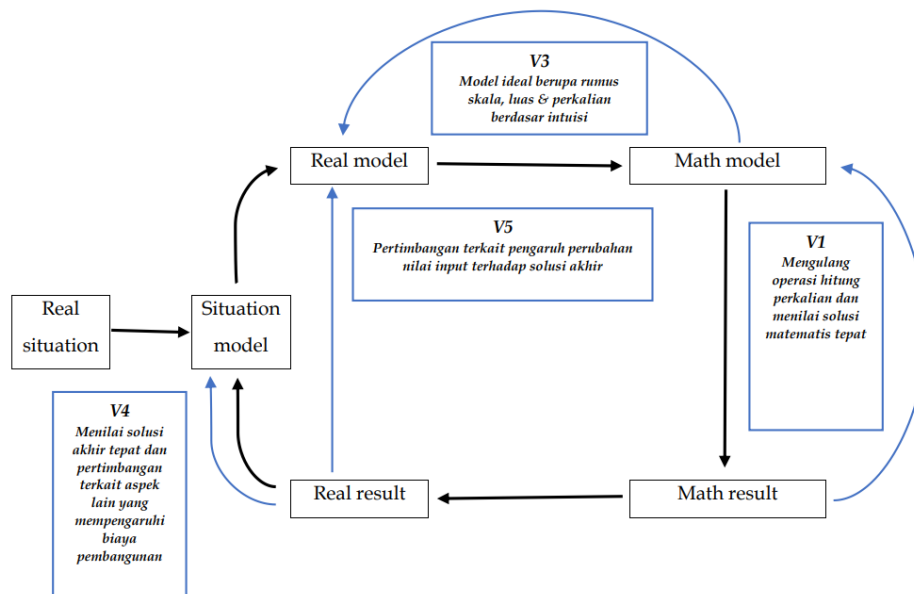 V3
Model ideal berupa rumus
skala, luas & perkalian
berdasar intuisi
Real model
Math model
V5
Pertimbangan terkait pengaruh perubahan
nilai input terhadap solusi akhir
V1
Mengulang
operasi hitung
perkalian dan
menilai solusi
matematis tepat
Real
situation
Situation
model
V4
Menilai solusi
akhir tepat dan
pertimbangan
terkait aspek
lain yang
mempengaruhi
biaya
pembangunan
Real result
Math result